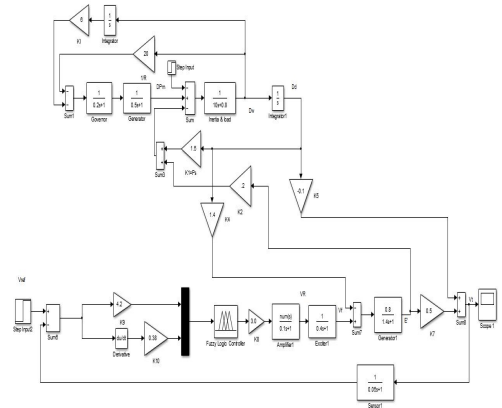 6
KI
1
s
Integrator
20
1/R
Step Input
Sum1
1
0.2s+1
Governor
1
0.5s+1
Generator
DPm
Sum
1
10s+0.8
Inertia & load
Dw
1
s
Integrator1
Dd
Sum3
1.5
K1=Ps
.2
K2
1.4
K4
-0.1
K5
Vref
Step Input2
Sum5
4.2
K9
du/dt
Derivative
0.38
K10
Fuzzy Logic Controller
3.0
K8
VR
num(s)
0.1s+1
Amplifier1
1
0.4s+1
Exciter1
Vf
Sum7
0.8
1.4s+1
Generator1
E'
0.5
K7
Sum8
Vt
Scope 1
1
0.05s+1
Sensor1